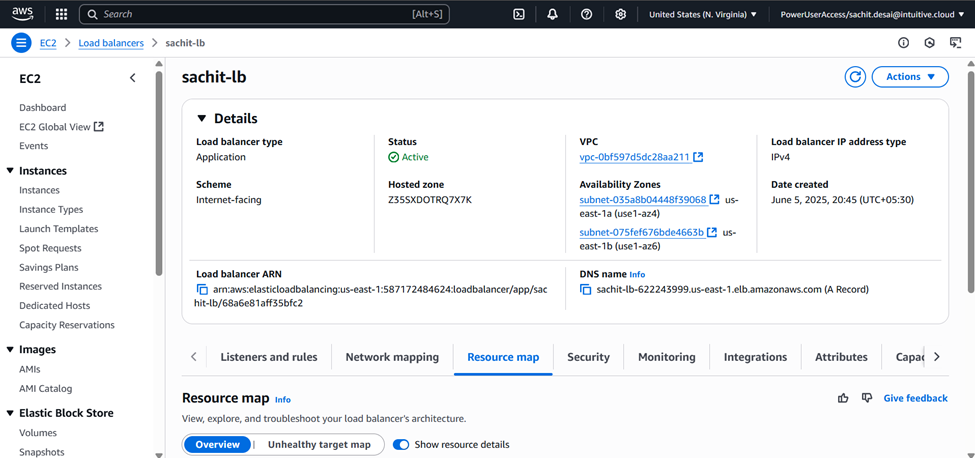 aws
Search [Alt+S]
United States (N. Virginia)
PowerUserAccess/sachit.desai@intuitive.cloud
EC2
Load balancers
sachit-lb
EC2
Dashboard
EC2 Global View
Events
Instances
Instances
Instance Types
Launch Templates
Spot Requests
Savings Plans
Reserved Instances
Dedicated Hosts
Capacity Reservations
Images
AMIs
AMI Catalog
Elastic Block Store
Volumes
Snapshots
sachit-lb
Actions
Details
Load balancer type
Application
Status
Active
VPC
vpc-0bf597d5dc28aa211
Load balancer IP address type
IPv4
Scheme
Internet-facing
Hosted zone
Z35SXDOTRQ7X7K
Availability Zones
subnet-035a8b04448f39068 us-
east-1a (use1-az4)
subnet-075fef676bde4663b us-
east-1b (use1-az6)
Date created
June 5, 2025, 20:45 (UTC+05:30)
Load balancer ARN
arn:aws:elasticloadbalancing:us-east-1:587172484624:loadbalancer/app/sac
hit-lb/68a6e81aff35bfc2
DNS name Info
sachit-lb-622243999.us-east-1.elb.amazonaws.com (A Record)
Listeners and rules
Network mapping
Resource map
Security
Monitoring
Integrations
Attributes
Capac
Resource map Info
Give feedback
View, explore, and troubleshoot your load balancer's architecture.
Overview
Unhealthy target map
Show resource details